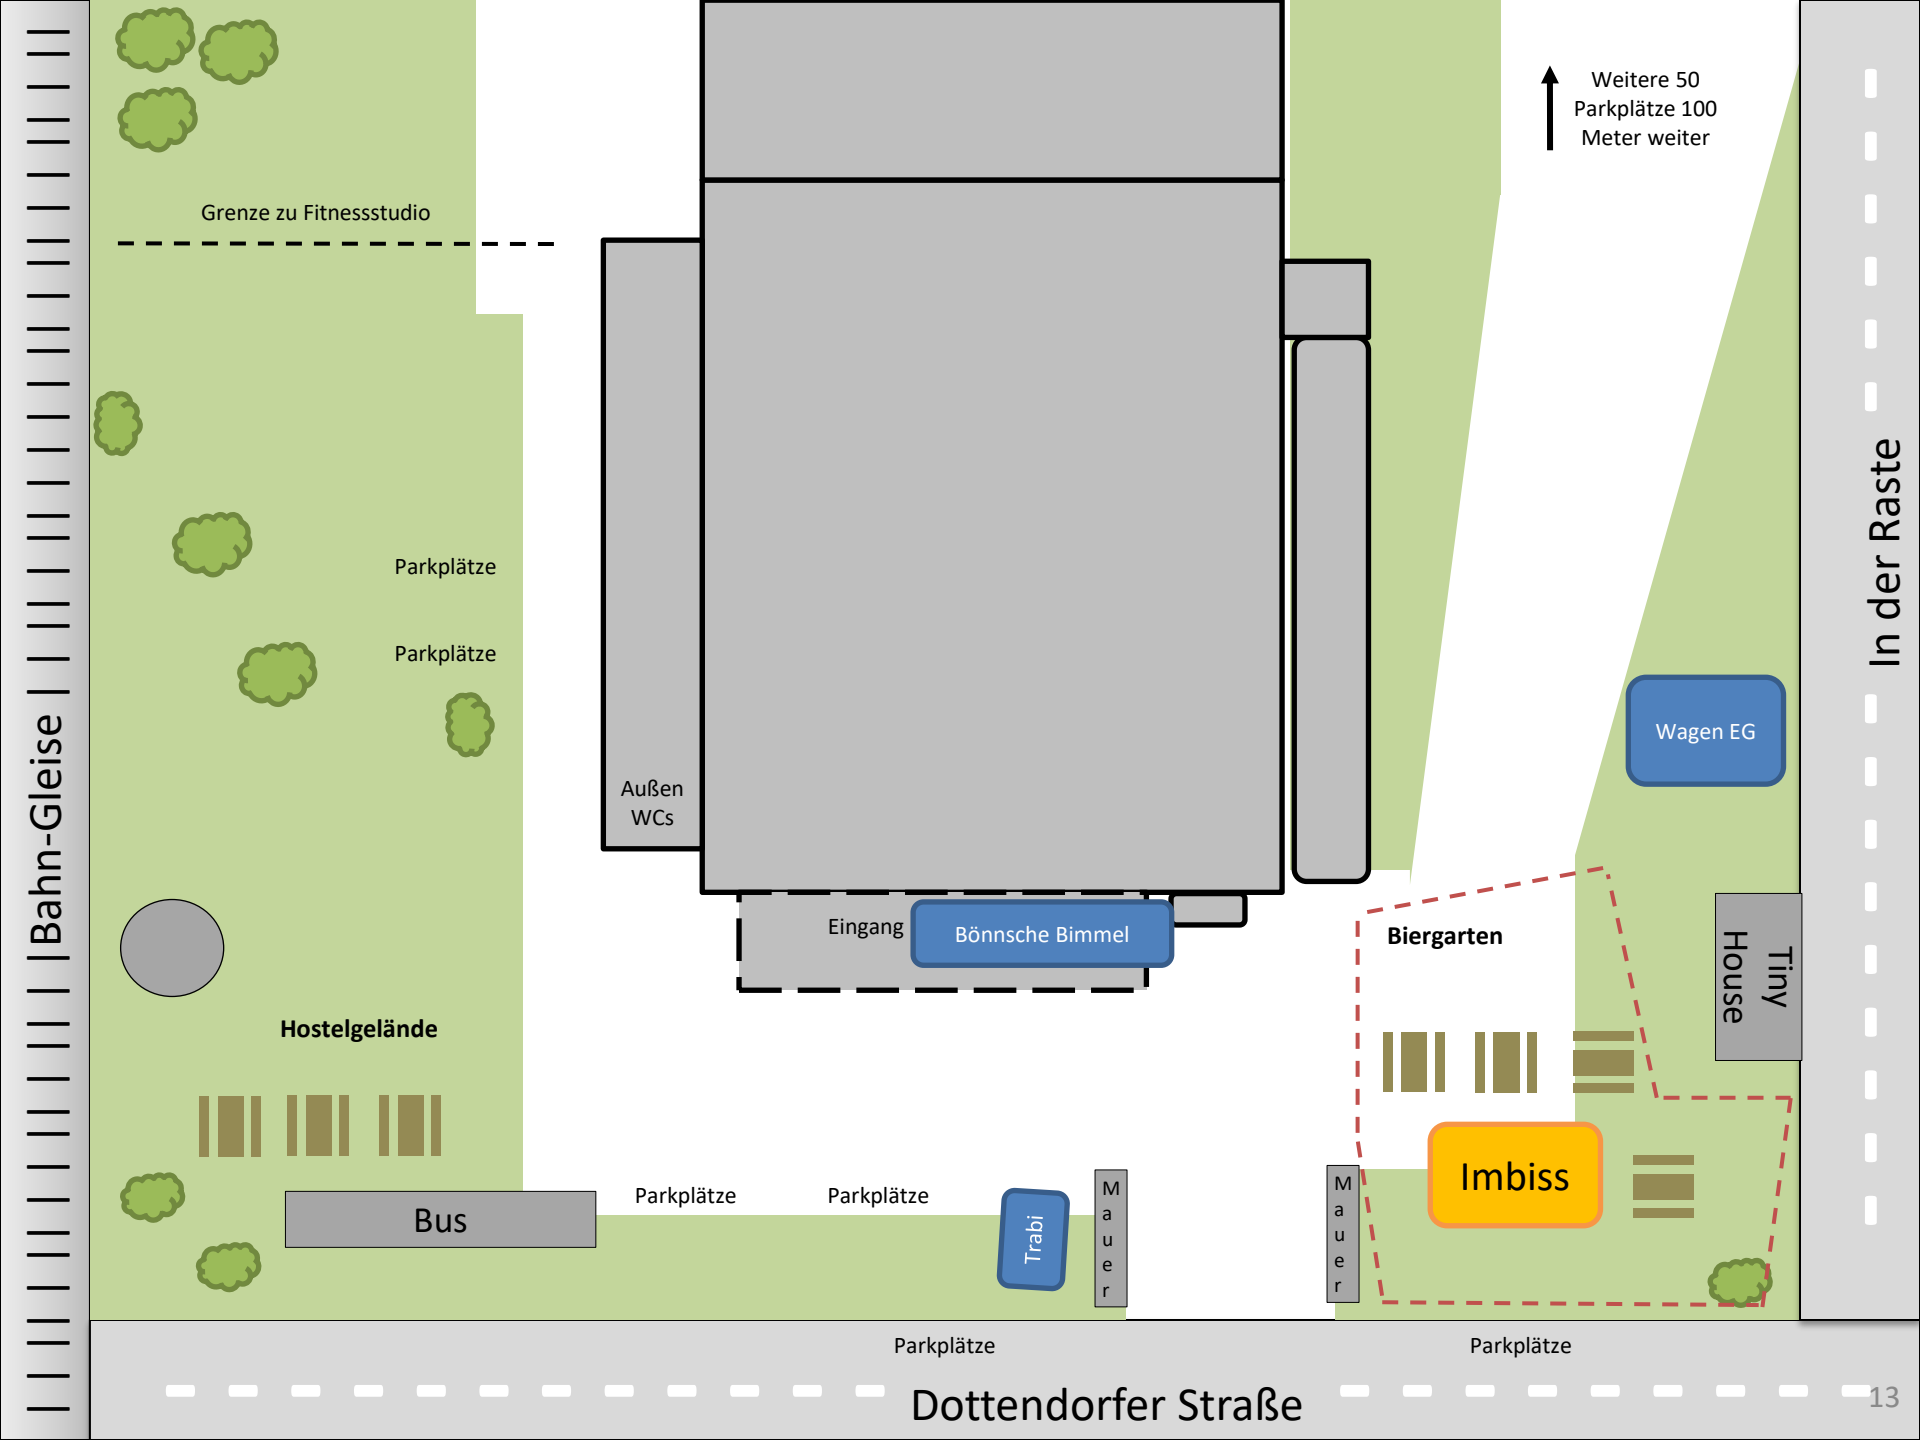 Weitere 50
Parkplätze 100
Meter weiter
Grenze zu Fitnessstudio
In der Raste
Parkplätze
Parkplätze
Wagen EG
Bahn-Gleise
Außen
WCs
Eingang
Bönnsche Bimmel
Biergarten
Tiny
House
Hostelgelände
Imbiss
Parkplätze
Parkplätze
Bus
Trabi
M
a
u
e
r
M
a
u
e
r
Parkplätze
Parkplätze
Dottendorfer Straße
13